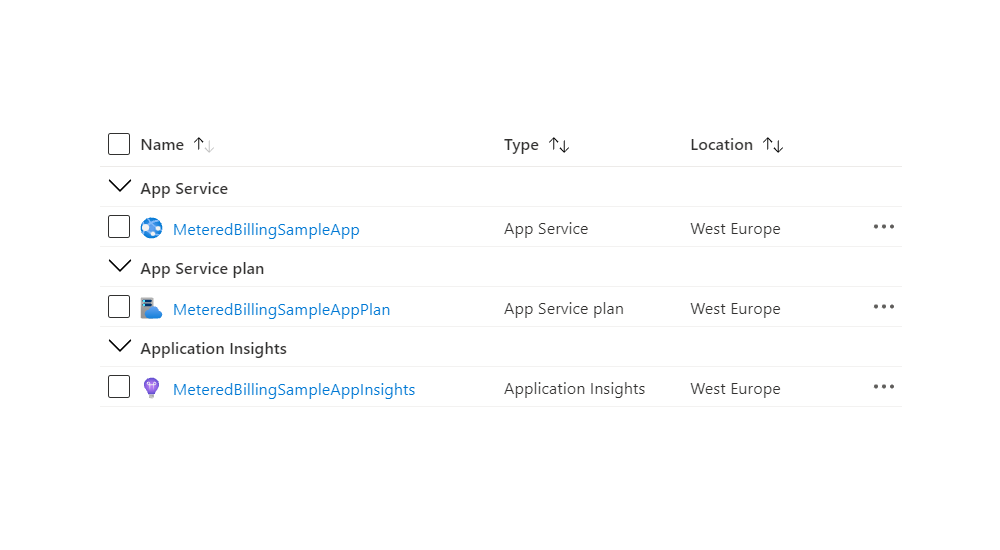 Name Type Location
App Service
MeteredBillingSampleApp App Service West Europe
App Service plan
MeteredBillingSampleAppPlan App Service plan West Europe
Application Insights
MeteredBillingSampleAppInsights Application Insights West Europe